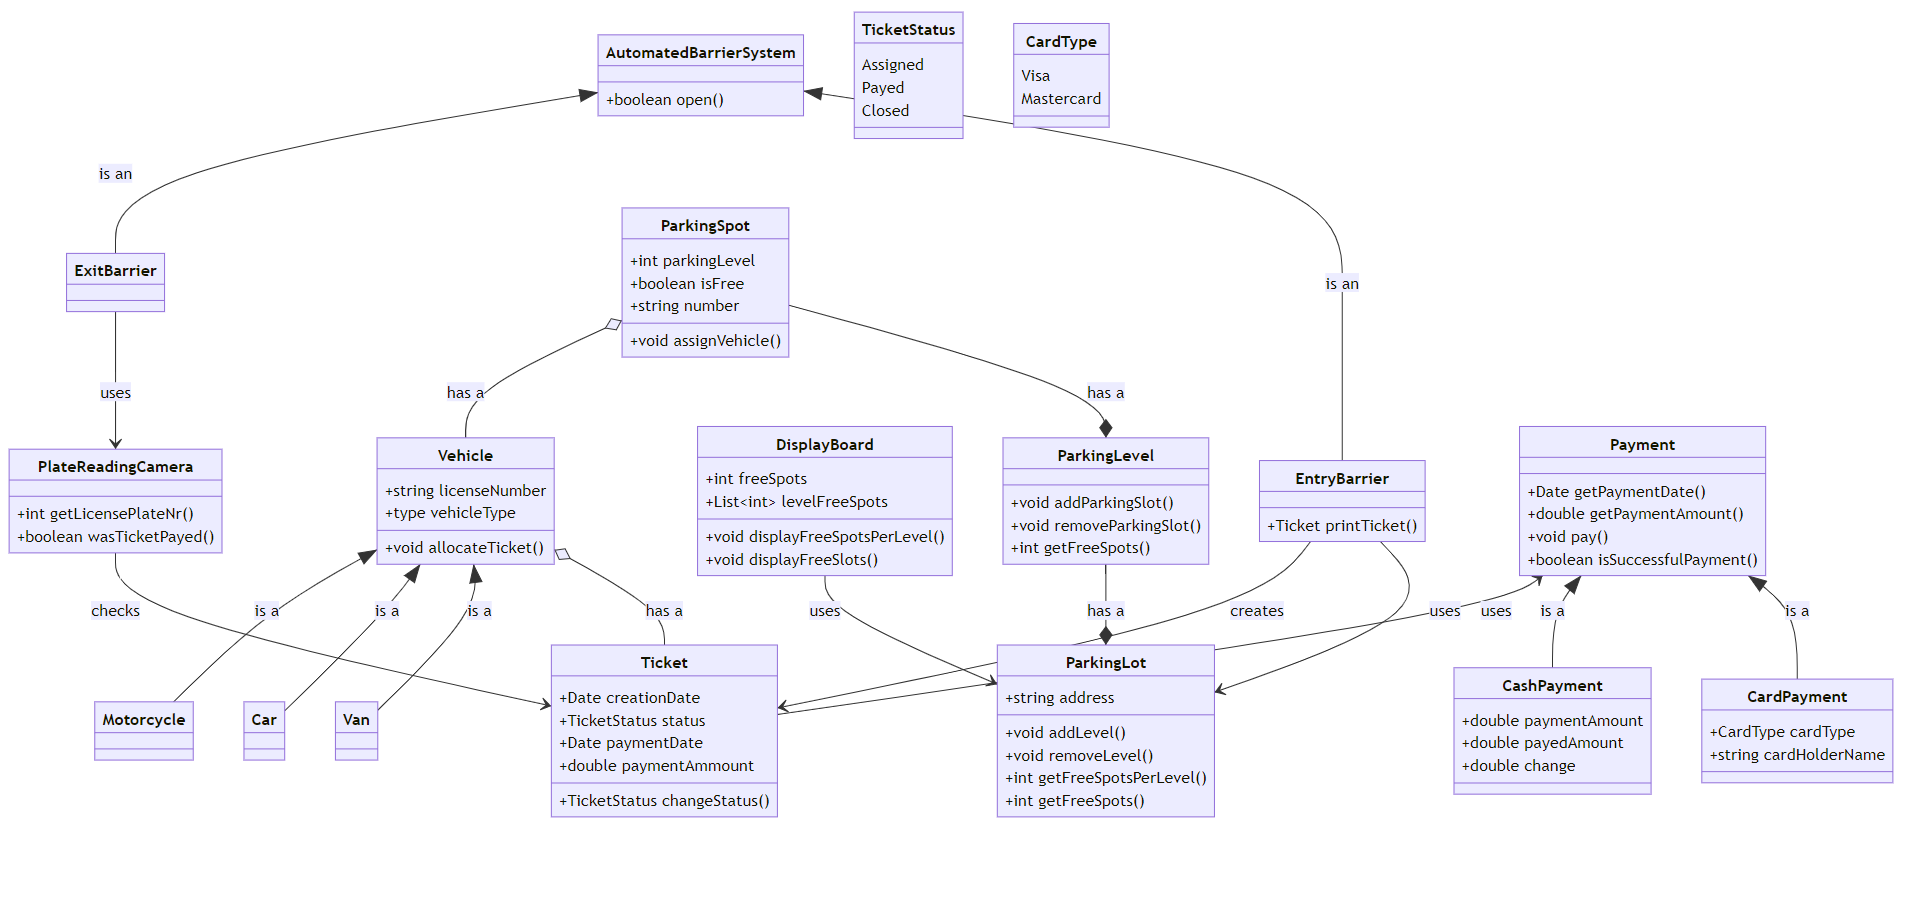 AutomatedBarrierSystem
+boolean open()
TicketStatus
Assigned
Payed
Closed
CardType
Visa
Mastercard
is an
is an
ExitBarrier
ParkingSpot
+int parkingLevel
+boolean isFree
+string number
+void assignVehicle()
uses
has a
has a
PlateReadingCamera
+int getLicensePlateNr()
+boolean wasTicketPayed()
Vehicle
+string licenseNumber
+type vehicleType
+void allocateTicket()
DisplayBoard
+int freeSpots
+List<int> levelFreeSpots
+void displayFreeSpotsPerLevel()
+void displayFreeSlots()
ParkingLevel
+void addParkingSlot()
+void removeParkingSlot()
+int getFreeSpots()
EntryBarrier
+Ticket printTicket()
Payment
+Date getPaymentDate()
+double getPaymentAmount()
+void pay()
+boolean isSuccessfulPayment()
checks
is a
is a
is a
has a
uses
has a
creates
uses
uses
is a
is a
Motorcycle
Car
Van
Ticket
+Date creationDate
+TicketStatus status
+Date paymentDate
+double paymentAmmount
+TicketStatus changeStatus()
ParkingLot
+string address
+void addLevel()
+void removeLevel()
+int getFreeSpotsPerLevel()
+int getFreeSpots()
CashPayment
+double paymentAmount
+double payedAmount
+double change
CardPayment
+CardType cardType
+string cardHolderName